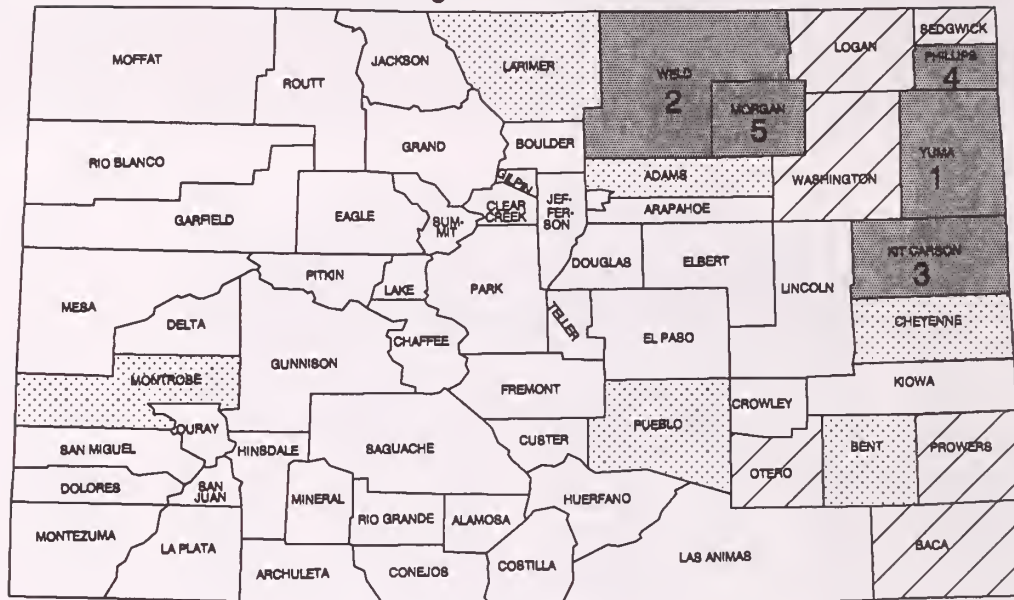 MOFFAT
ROUTT
JACKSON
LARIMER
WELD
2
MORGAN
5
LOGAN
SEDGWICK
PHILLIPS
4
RIO BLANCO
GRAND
BOULDER
GILPIN
ADAMS
WASHINGTON
YUMA
1
GARFIELD
EAGLE
SUM-
MIT
CLEAR
CREEK
JEF-
FER-
SON
ARAPAHOE
DOUGLAS
ELBERT
LINCOLN
KIT CARSON
3
MESA
PITKIN
LAKE
PARK
TELLER
CHEYENNE
DELTA
CHAFFEE
EL PASO
GUNNISON
MONTROSE
FREMONT
CROWLEY
KIOWA
OURAY
PUEBLO
SAN MIGUEL
HINSDALE
SAGUACHE
CUSTER
OTERO
BENT
PROWERS
DOLORES
SAN
JUAN
MINERAL
RIO GRANDE
ALAMOSA
HUERFANO
MONTEZUMA
LA PLATA
ARCHULETA
CONEJOS
COSTILLA
LAS ANIMAS
BACA